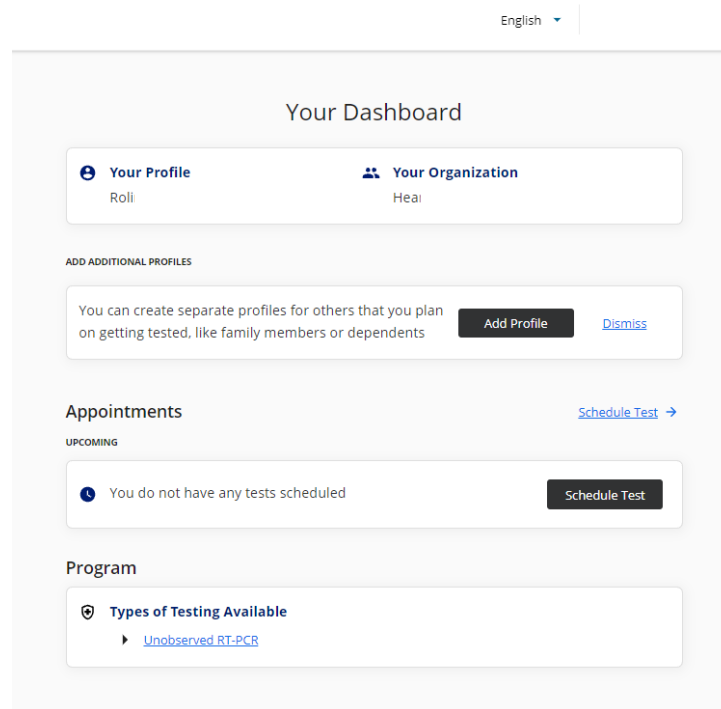 English
Your Dashboard
Your Profile
Your Organization
Roli
Hea
ADD ADDITIONAL PROFILES
You can create separate profiles for others that you plan
on getting tested, like family members or dependents
Add Profile
Dismiss
Appointments
Schedule Test →
UPCOMING
You do not have any tests scheduled
Schedule Test
Program
Types of Testing Available
Unobserved RT-PCR